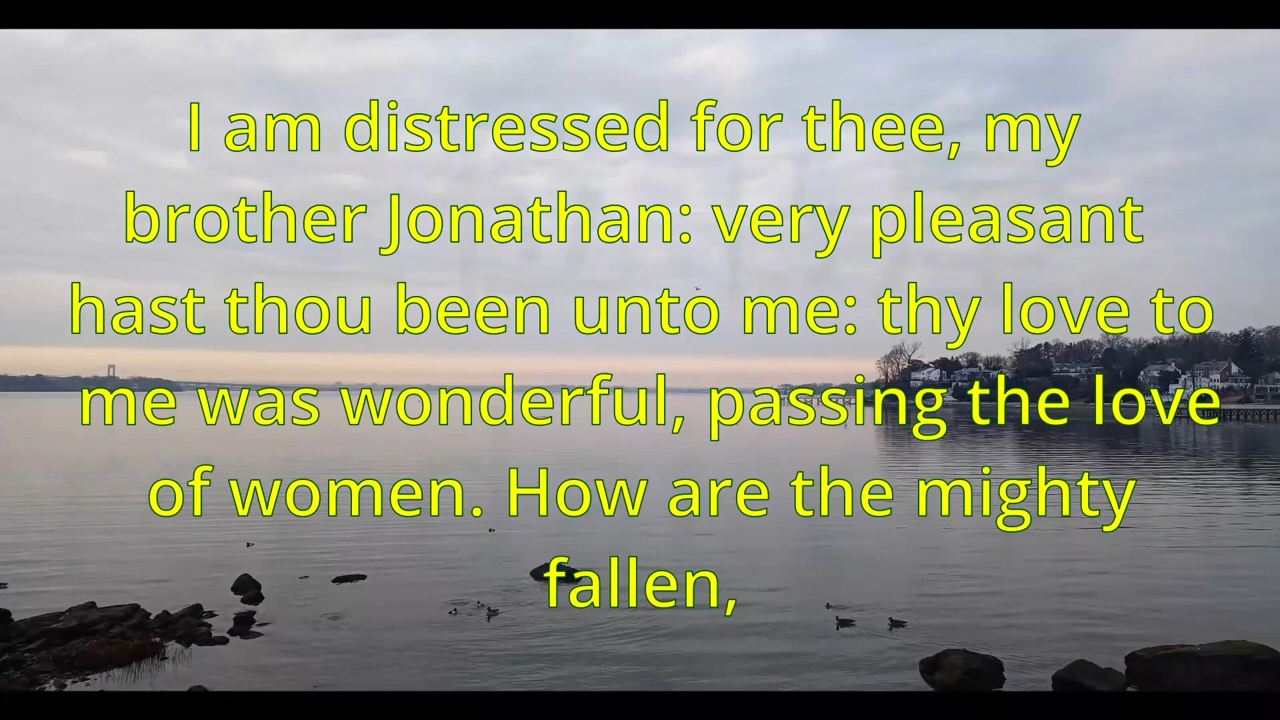 I am distressed for thee, my
brother Jonathan: very pleasant
hast thou been unto me: thy love to
me was wonderful, passing the love
of women. How are the mighty
fallen,